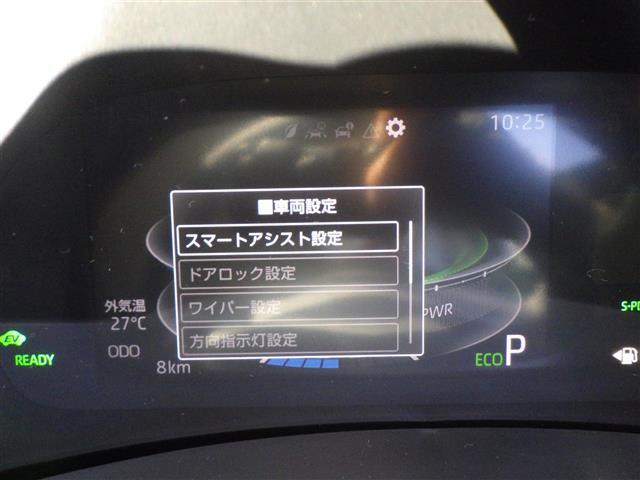 10:25
■車両設定
スマートアシスト設定
ドアロック設定
ワイパー設定
方向指示灯設定
外気温
27℃
ODO
8km
PWR
ECO P
EV
READY